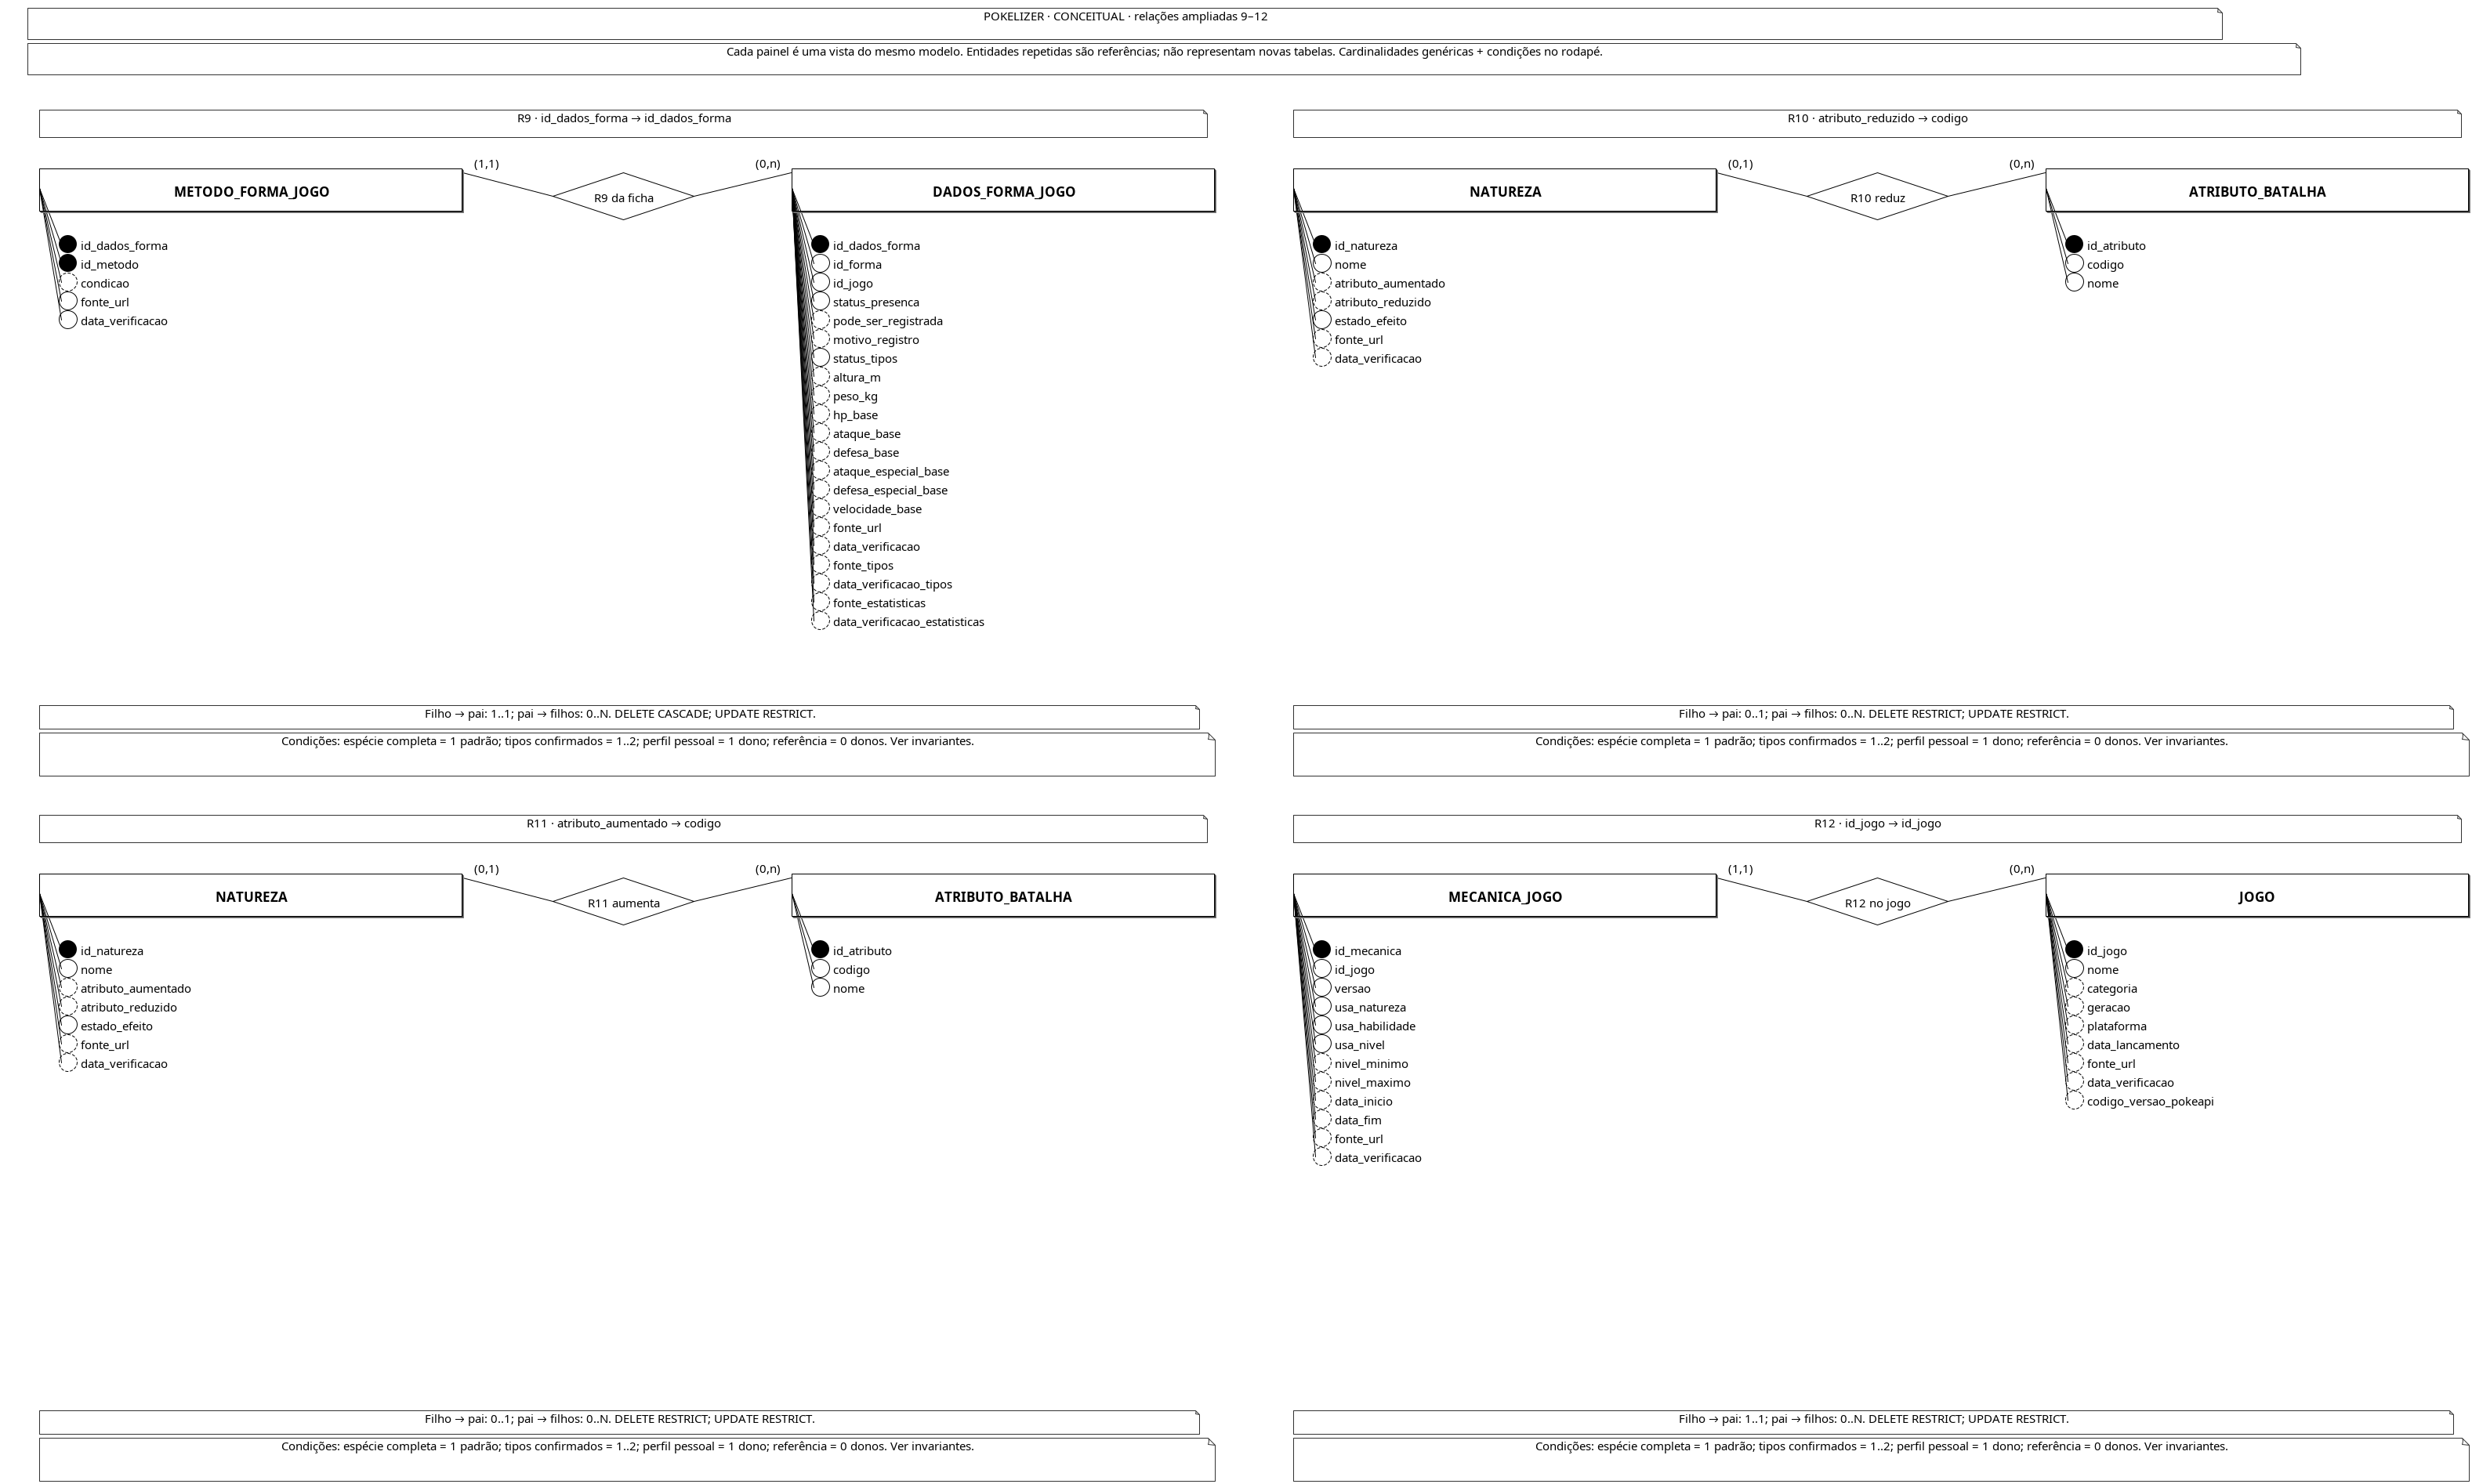 POKELIZER · CONCEITUAL · relações ampliadas 9–12
Cada painel é uma vista do mesmo modelo. Entidades repetidas são referências; não representam novas tabelas. Cardinalidades genéricas + condições no rodapé.
R9 · id_dados_forma → id_dados_forma
(1,1)
(0,n)
METODO_FORMA_JOGO
R9 da ficha
DADOS_FORMA_JOGO
id_dados_forma
id_metodo
condicao
fonte_url
data_verificacao
id_dados_forma
id_forma
id_jogo
status_presenca
pode_ser_registrada
motivo_registro
status_tipos
altura_m
peso_kg
hp_base
ataque_base
defesa_base
ataque_especial_base
defesa_especial_base
velocidade_base
fonte_url
data_verificacao
fonte_tipos
data_verificacao_tipos
fonte_estatisticas
data_verificacao_estatisticas
Filho → pai: 1..1; pai → filhos: 0..N. DELETE CASCADE; UPDATE RESTRICT.
Condições: espécie completa = 1 padrão; tipos confirmados = 1..2; perfil pessoal = 1 dono; referência = 0 donos. Ver invariantes.
R10 · atributo_reduzido → codigo
(0,1)
(0,n)
NATUREZA
R10 reduz
ATRIBUTO_BATALHA
id_natureza
nome
atributo_aumentado
atributo_reduzido
estado_efeito
fonte_url
data_verificacao
id_atributo
codigo
nome
Filho → pai: 0..1; pai → filhos: 0..N. DELETE RESTRICT; UPDATE RESTRICT.
Condições: espécie completa = 1 padrão; tipos confirmados = 1..2; perfil pessoal = 1 dono; referência = 0 donos. Ver invariantes.
R11 · atributo_aumentado → codigo
(0,1)
(0,n)
NATUREZA
R11 aumenta
ATRIBUTO_BATALHA
id_natureza
nome
atributo_aumentado
atributo_reduzido
estado_efeito
fonte_url
data_verificacao
id_atributo
codigo
nome
Filho → pai: 0..1; pai → filhos: 0..N. DELETE RESTRICT; UPDATE RESTRICT.
Condições: espécie completa = 1 padrão; tipos confirmados = 1..2; perfil pessoal = 1 dono; referência = 0 donos. Ver invariantes.
R12 · id_jogo → id_jogo
(1,1)
(0,n)
MECANICA_JOGO
R12 no jogo
JOGO
id_mecanica
id_jogo
versao
usa_natureza
usa_habilidade
usa_nivel
nivel_minimo
nivel_maximo
data_inicio
data_fim
fonte_url
data_verificacao
id_jogo
nome
categoria
geracao
plataforma
data_lancamento
fonte_url
data_verificacao
codigo_versao_pokeapi
Filho → pai: 1..1; pai → filhos: 0..N. DELETE RESTRICT; UPDATE RESTRICT.
Condições: espécie completa = 1 padrão; tipos confirmados = 1..2; perfil pessoal = 1 dono; referência = 0 donos. Ver invariantes.